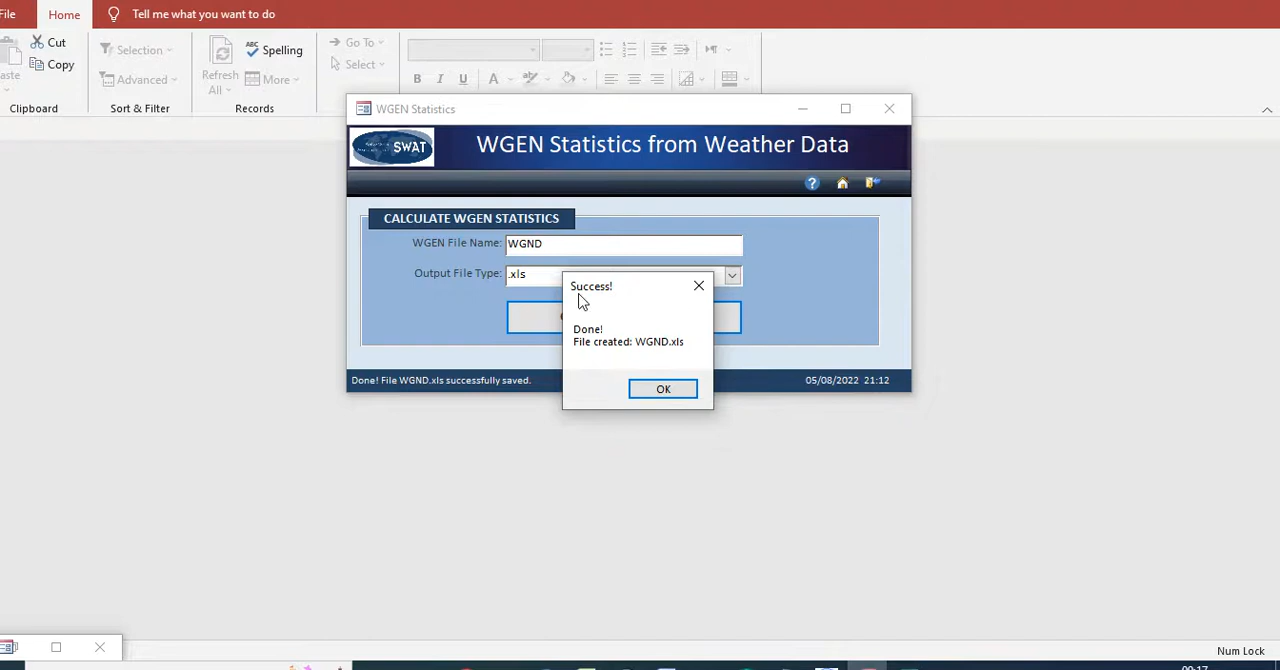 File
Home
Tell me what you want to do
Cut
Copy
Clipboard
Selection
Advanced
Sort & Filter
Refresh
All
Spelling
More
Records
Go To
Select
B I U A
WGEN Statistics
SWAT
WGEN Statistics from Weather Data
?
CALCULATE WGEN STATISTICS
WGEN File Name: WGND
Output File Type: .xls
Success!
Done!
File created: WGND.xls
OK
Done! File WGND.xls successfully saved.
05/08/2022 21:12
Num Lock
00:17